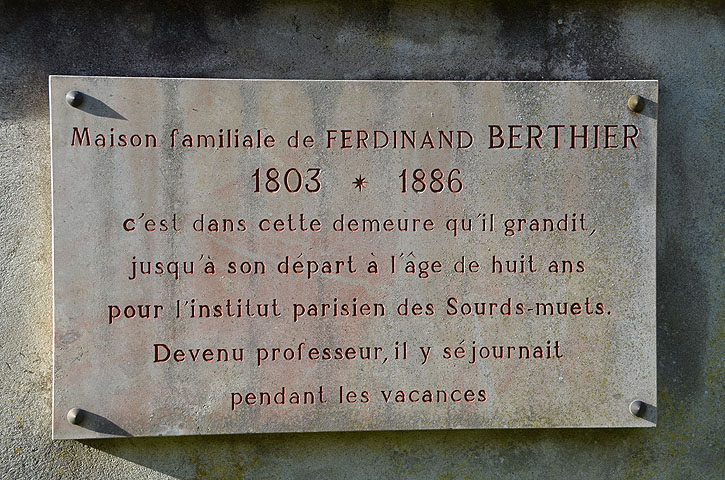 Maison familiale de FERDINAND BERTHIER
1803 * 1886
c'est dans cette demeure qu'il grandit,
jusqu'à son départ à l'âge de huit ans
pour l'institut parisien des Sourds-muets.
Devenu professeur, il y séjournait
pendant les vacances